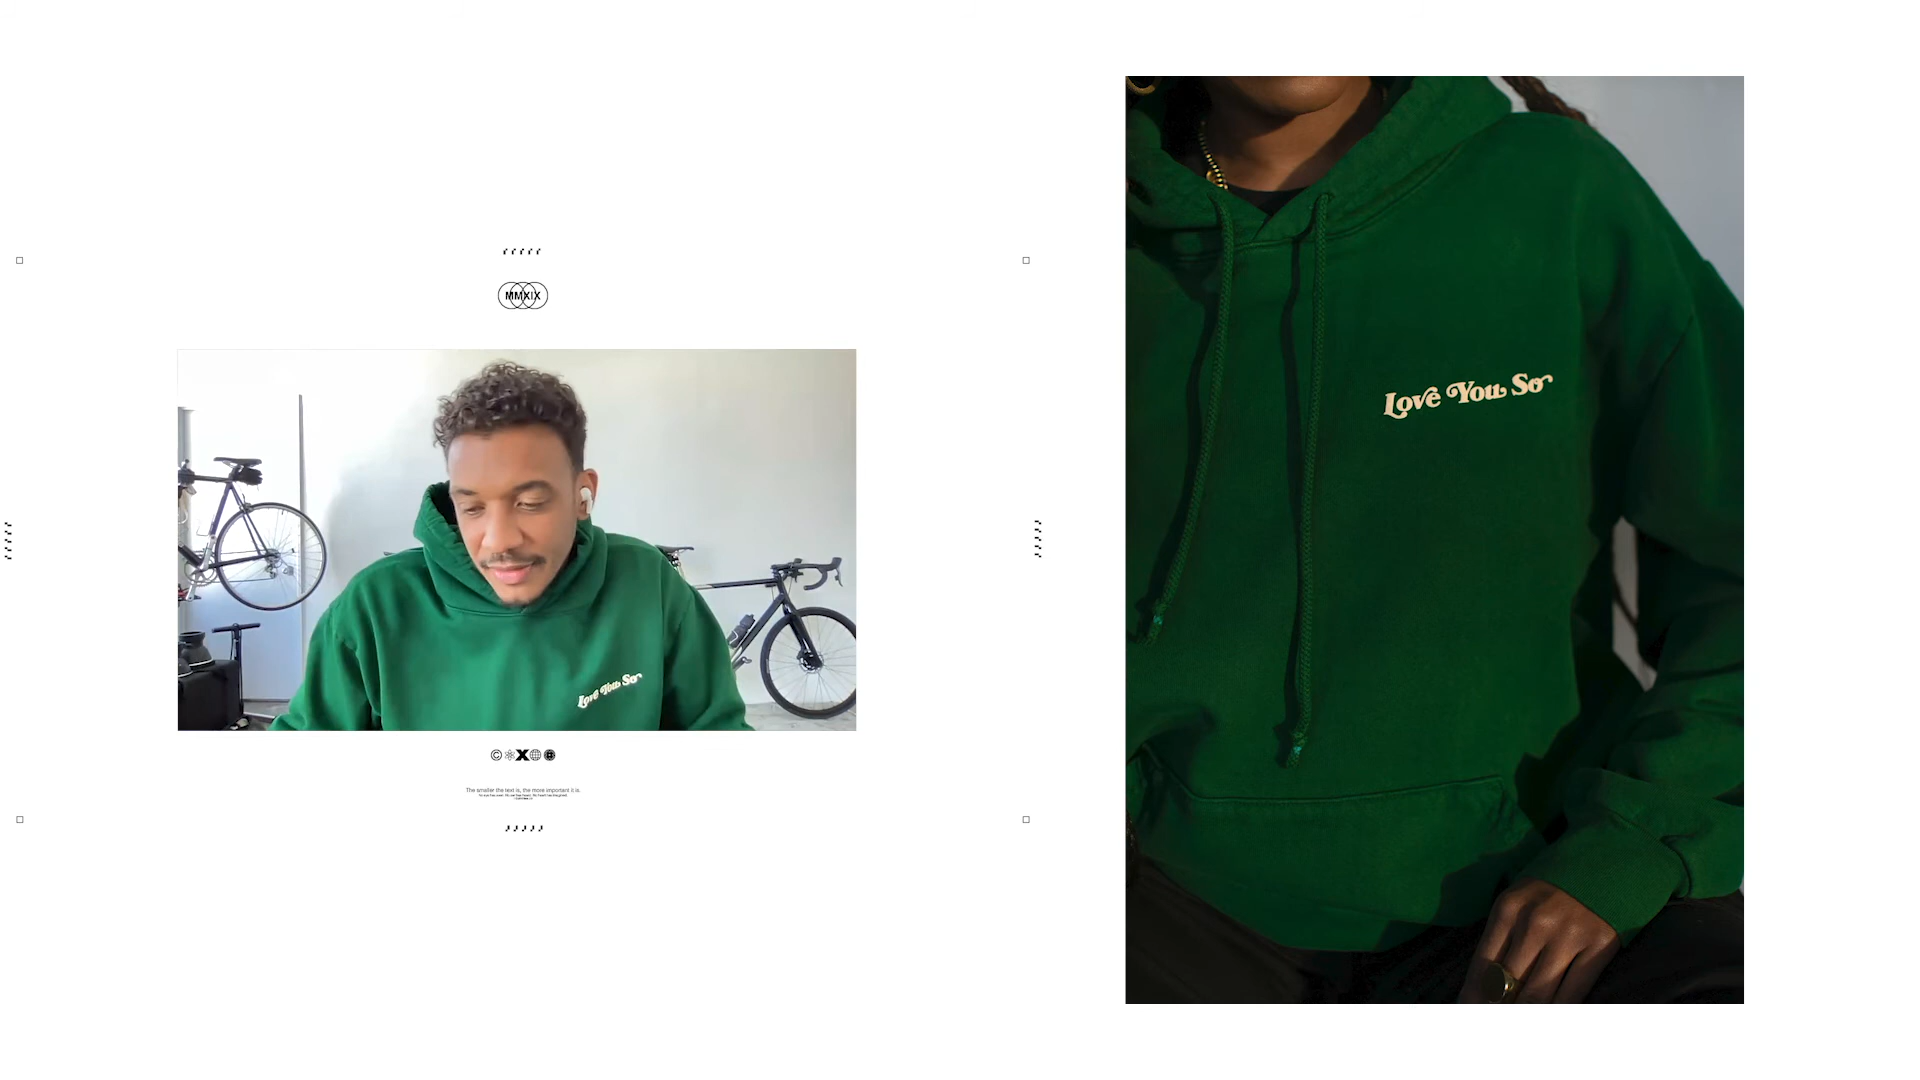 MMXIX
Love You So
©
The smaller the text is, the more important it is.
Love You So